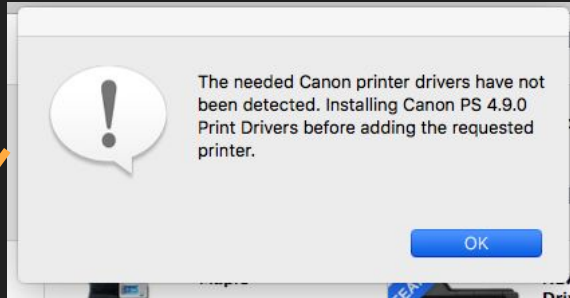 The needed Canon printer drivers have not
been detected. Installing Canon PS 4.9.0
Print Drivers before adding the requested
printer.
OK